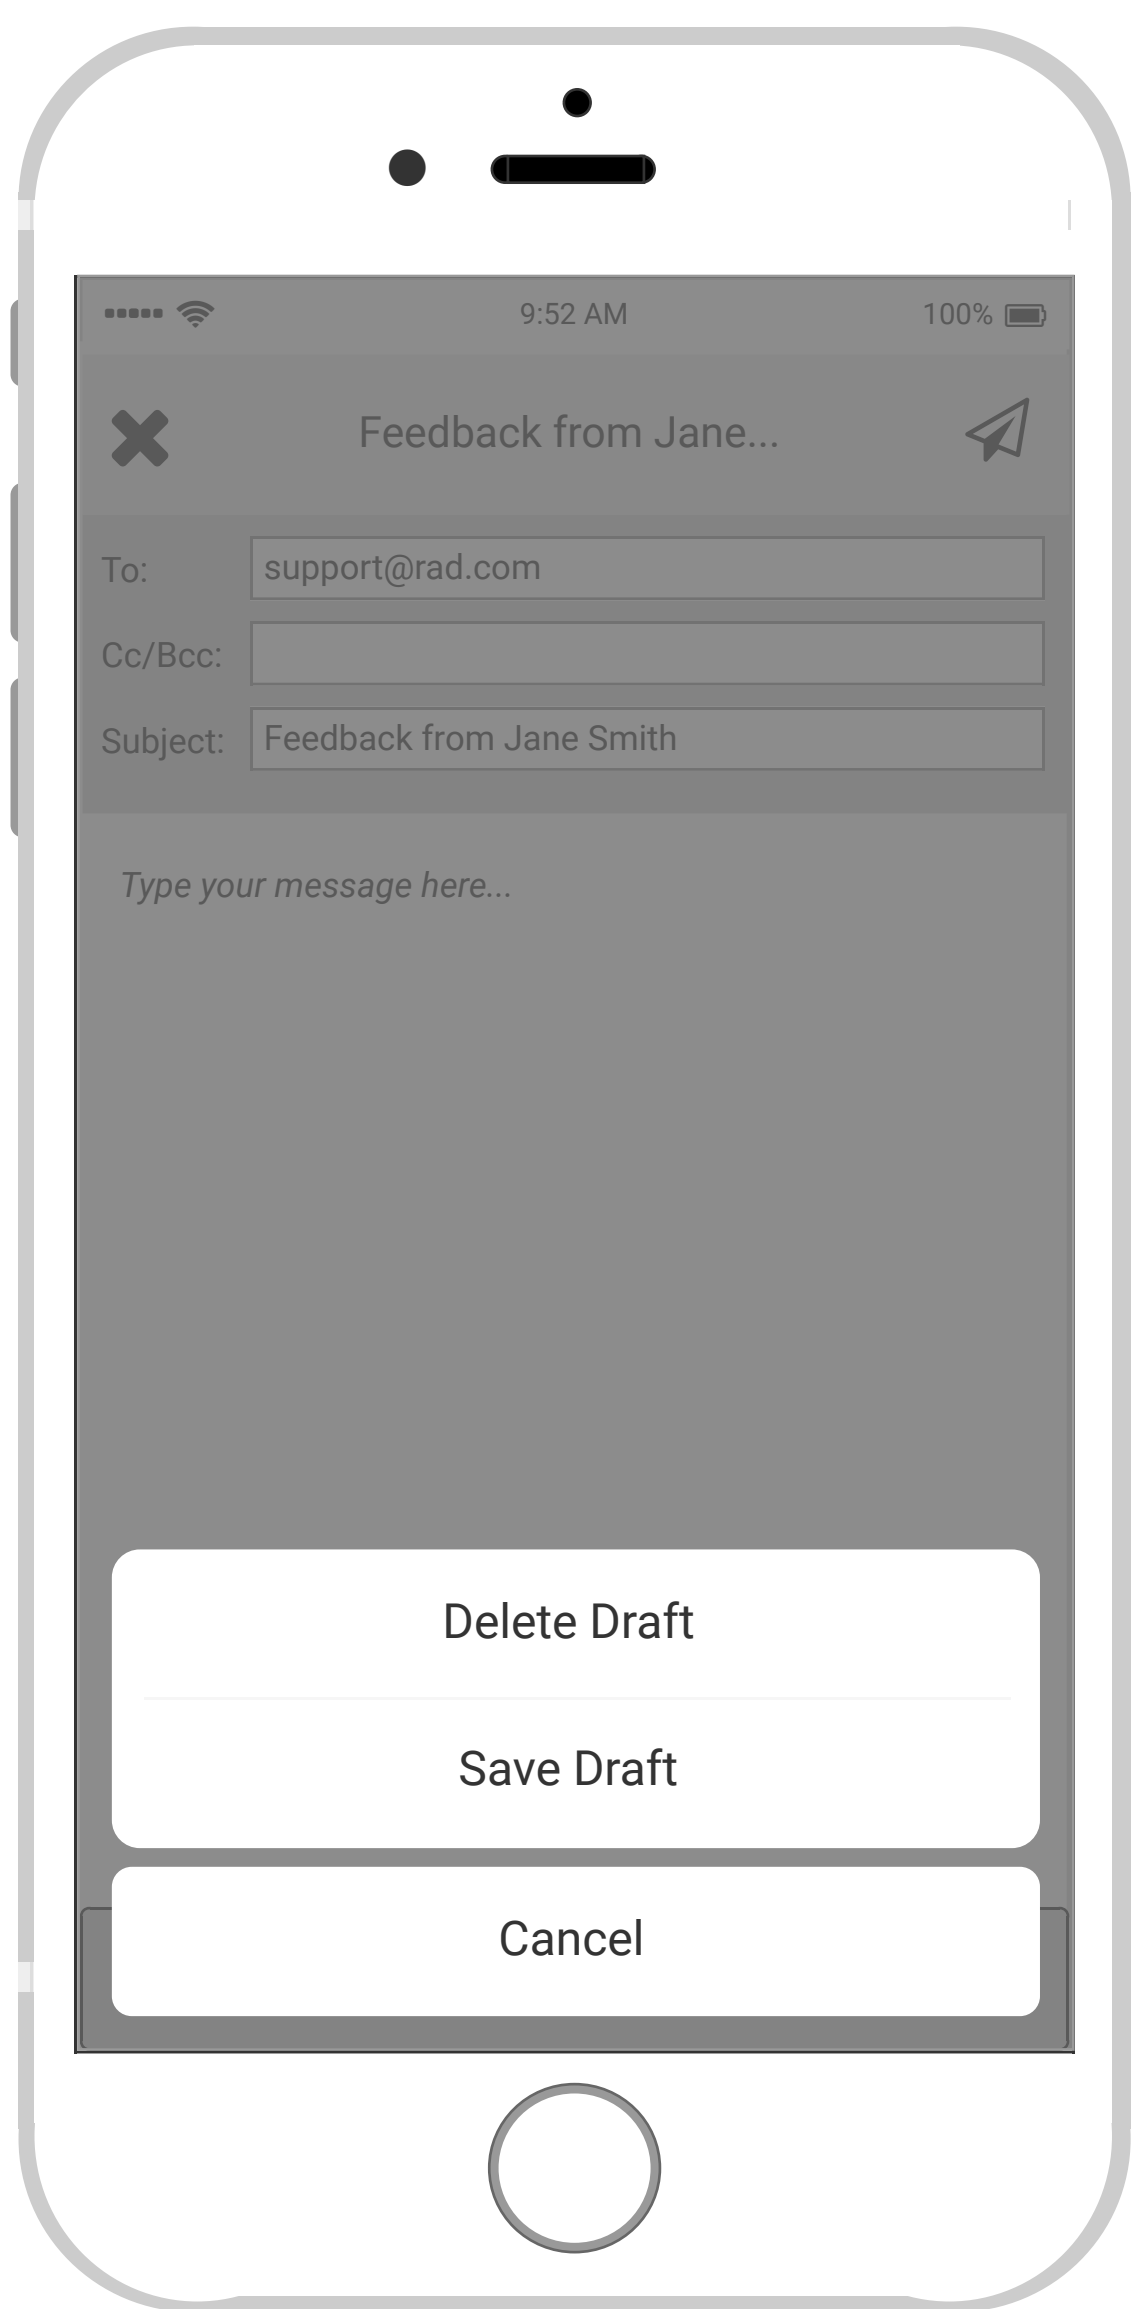 9:52 AM 100%
Feedback from Jane...
To: support@rad.com
Cc/Bcc:
Subject: Feedback from Jane Smith
Type your message here...
Delete Draft
Save Draft
Cancel